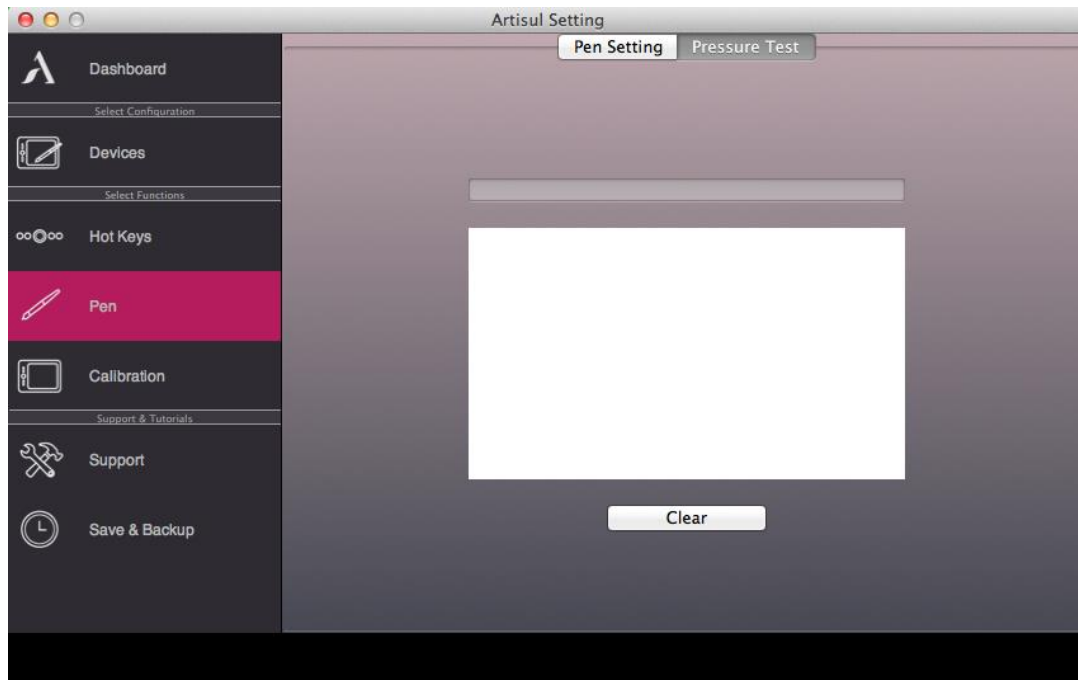 Artisul Setting
Pen Setting Pressure Test
Dashboard
Select Configuration
Devices
Select Functions
Hot Keys
Pen
Calibration
Support & Tutorials
Support
Save & Backup
Clear